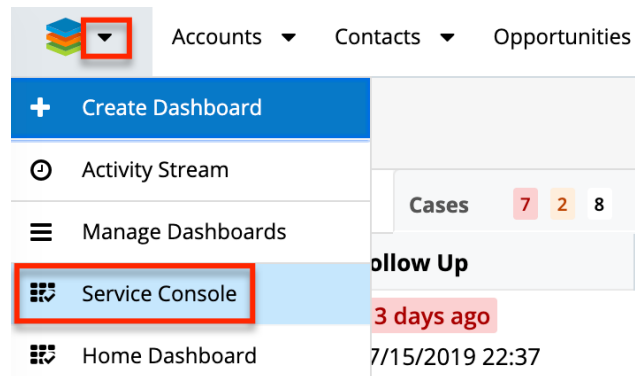 Accounts Contacts Opportunities
Create Dashboard
Activity Stream
Cases 7 2 8
Manage Dashboards
ollow Up
Service Console
3 days ago
Home Dashboard
7/15/2019 22:37